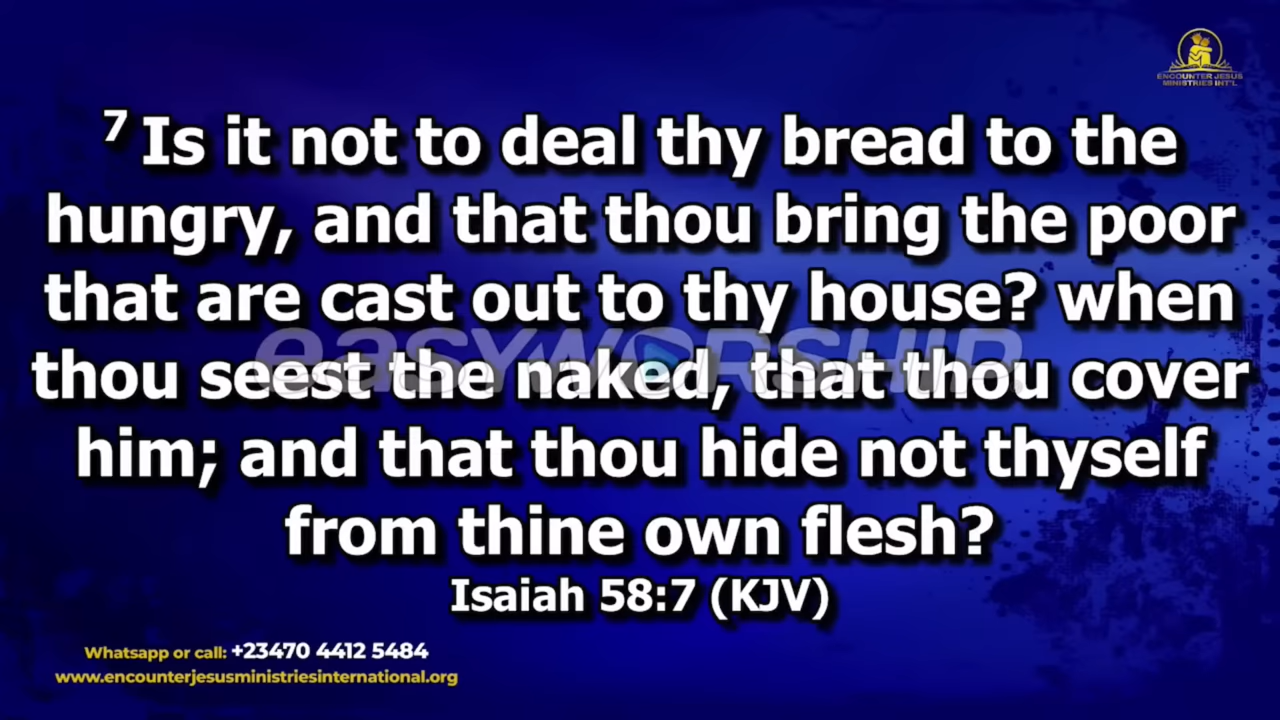 ENCOUNTER JESUS
MINISTRIES INT'L
7 Is it not to deal thy bread to the
hungry, and that thou bring the poor
that are cast out to thy house? when
thou seest the naked, that thou cover
him; and that thou hide not thyself
from thine own flesh?
Isaiah 58:7 (KJV)
easyworship
Whatsapp or call: +23470 4412 5484
www.encounterjesusministriesinternational.org